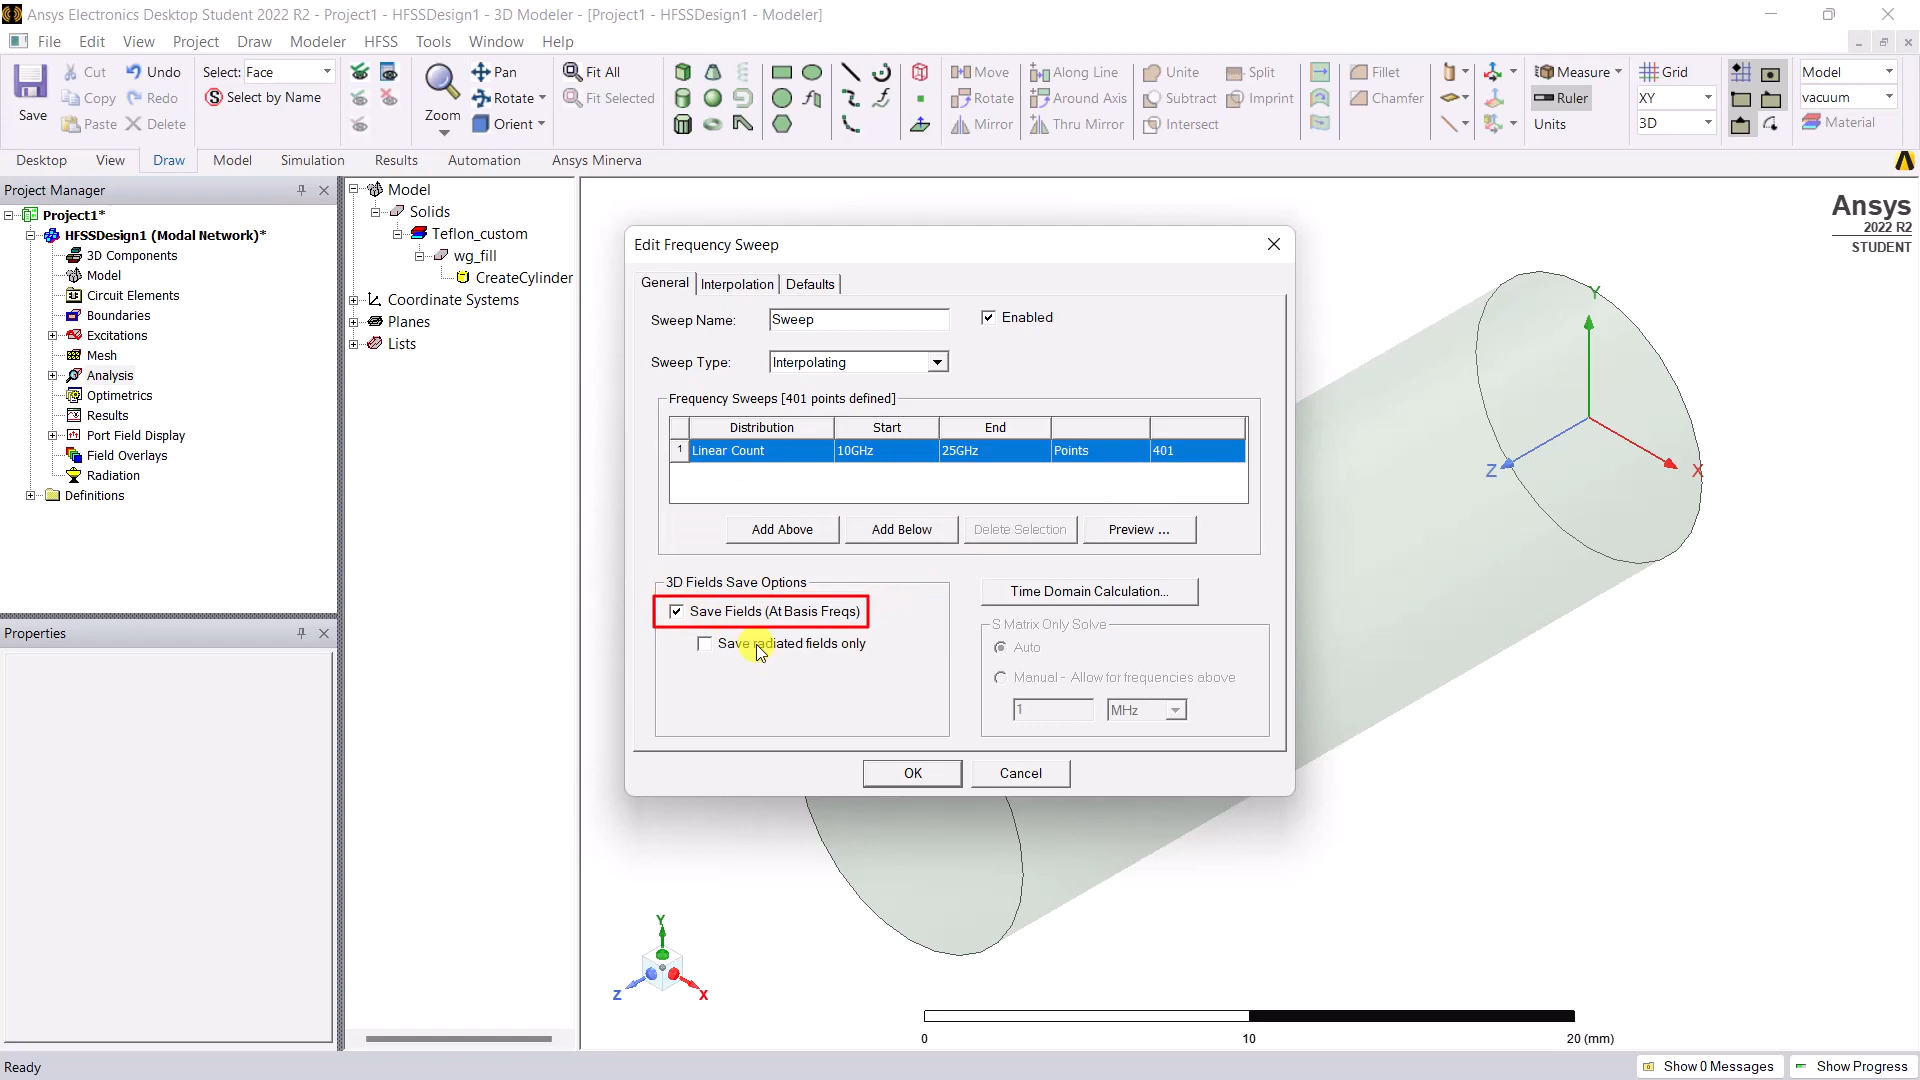 Ansys Electronics Desktop Student 2022 R2 - Project1 - HFSSDesign1 - 3D Modeler - [Project1 - HFSSDesign1 - Modeler]
File Edit View Project Draw Modeler HFSS Tools Window Help
Save
Cut
Copy
Paste
Undo
Redo
Delete
Select: Face
Select by Name
Zoom
Pan
Rotate
Orient
Fit All
Fit Selected
Move
Rotate
Mirror
Along Line
Around Axis
Thru Mirror
Unite
Subtract
Intersect
Split
Imprint
Fillet
Chamfer
Measure
Ruler
Units
Grid
XY
3D
Model
vacuum
Material
Desktop View Draw Model Simulation Results Automation Ansys Minerva
Project Manager
Project1*
HFSSDesign1 (Modal Network)*
3D Components
Model
Circuit Elements
Boundaries
Excitations
Mesh
Analysis
Optimetrics
Results
Port Field Display
Field Overlays
Radiation
Definitions
Properties
Model
Solids
Teflon_custom
wg_fill
CreateCylinder
Coordinate Systems
Planes
Lists
Ansys
2022 R2
STUDENT
Edit Frequency Sweep
General Interpolation Defaults
Sweep Name: Sweep Enabled
Sweep Type: Interpolating
Frequency Sweeps [401 points defined]
Distribution Start End
1 Linear Count 10GHz 25GHz Points 401
Add Above Add Below Delete Selection Preview ...
3D Fields Save Options
Save Fields (At Basis Freqs)
Save radiated fields only
Time Domain Calculation...
S Matrix Only Solve
Auto
Manual - Allow for frequencies above
1 MHz
OK Cancel
Y
Z
X
Y
Z
X
0 10 20 (mm)
Ready
Show 0 Messages
Show Progress